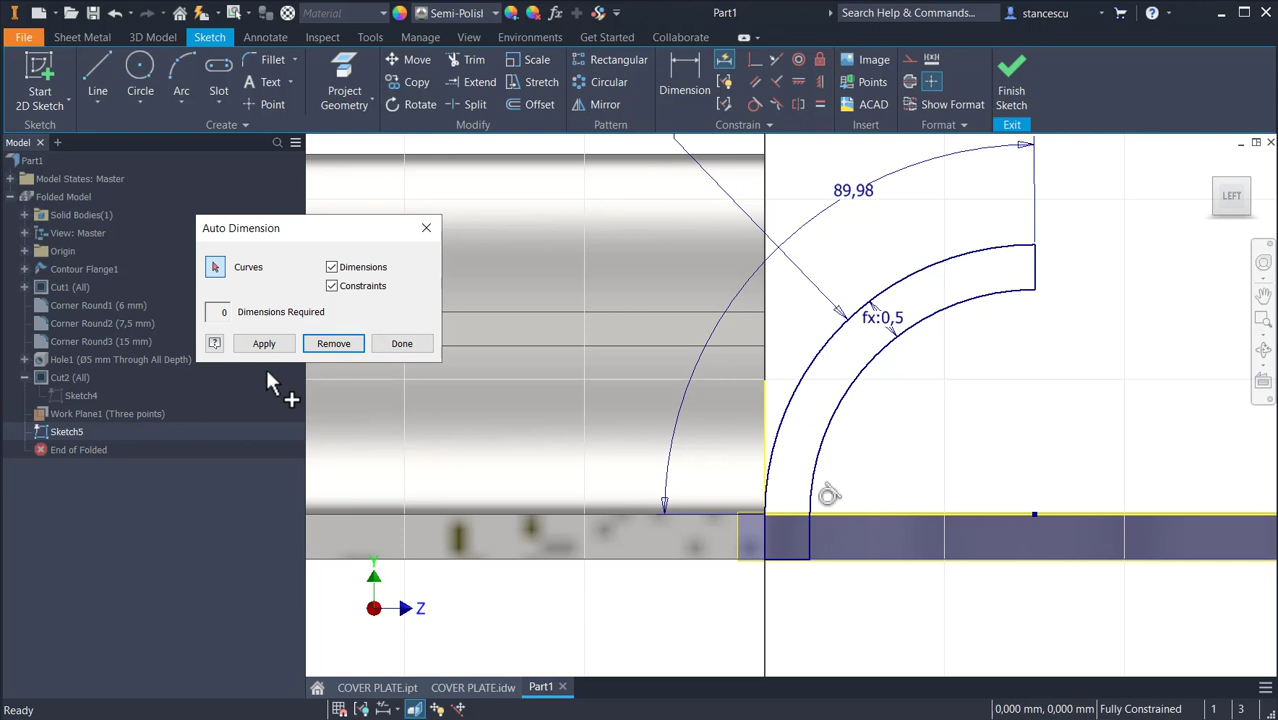 Material
Semi-Polisl
Part1
Search Help & Commands...
stancescu
File
Sheet Metal
3D Model
Sketch
Annotate
Inspect
Tools
Manage
View
Environments
Get Started
Collaborate
Start
2D Sketch
Line
Circle
Arc
Slot
Fillet
Text
Point
Project
Geometry
Move
Copy
Rotate
Trim
Extend
Split
Scale
Stretch
Offset
Rectangular
Circular
Mirror
Dimension
Image
Points
ACAD
Show Format
Finish
Sketch
Sketch
Create
Modify
Pattern
Constrain
Insert
Format
Exit
Model
Part1
Model States: Master
Folded Model
Solid Bodies(1)
View: Master
Origin
Contour Flange1
Cut1 (All)
Corner Round1 (6 mm)
Corner Round2 (7,5 mm)
Corner Round3 (15 mm)
Hole1 (Ø5 mm Through All Depth)
Cut2 (All)
Sketch4
Work Plane1 (Three points)
Sketch5
End of Folded
Auto Dimension
Curves
Dimensions
Constraints
0 Dimensions Required
Apply
Remove
Done
89,98
fx:0,5
LEFT
Y
Z
COVER PLATE.ipt
COVER PLATE.idw
Part1
Ready
0,000 mm, 0,000 mm
Fully Constrained
1
3